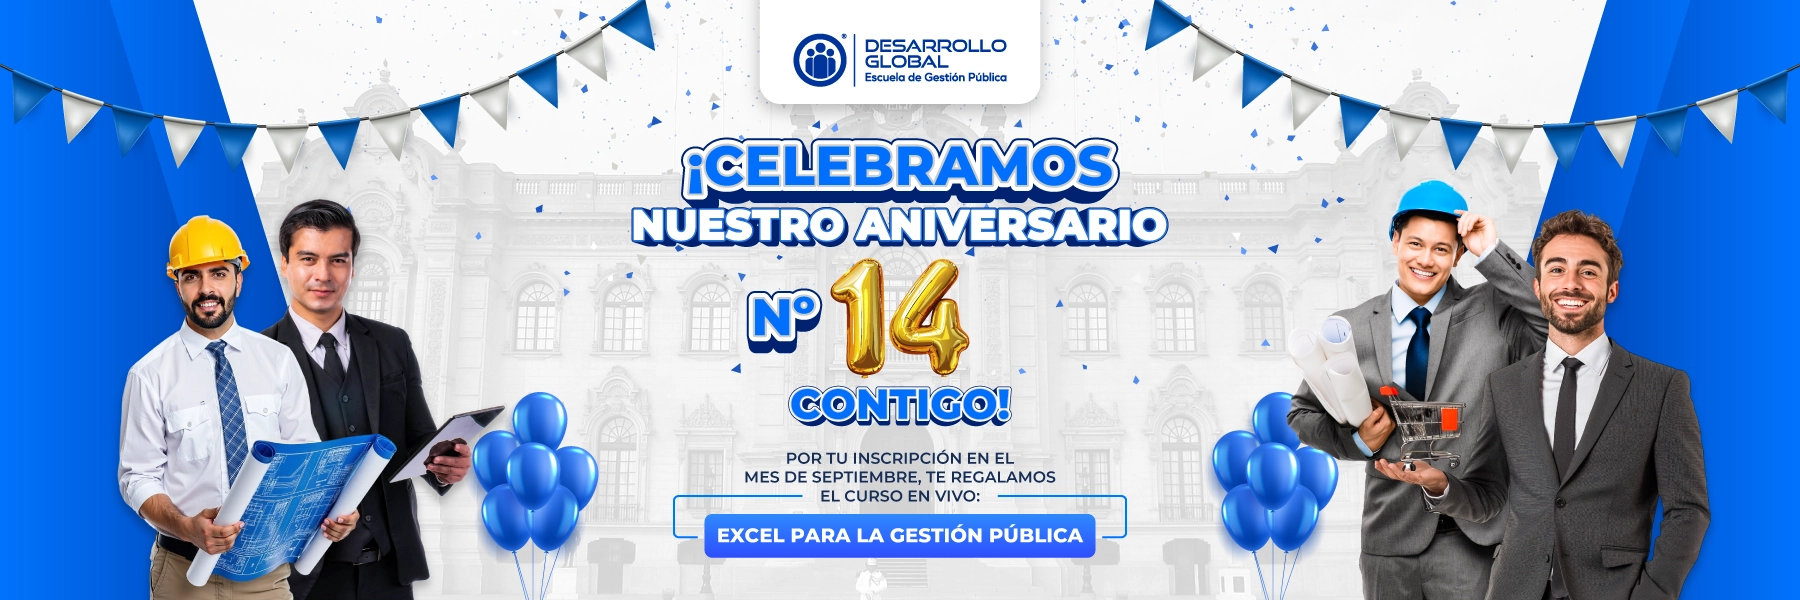 DESARROLLO
GLOBAL
Escuela de Gestión Pública
¡CELEBRAMOS
NUESTRO ANIVERSARIO
N° 14
CONTIGO!
POR TU INSCRIPCIÓN EN EL
MES DE SEPTIEMBRE, TE REGALAMOS
EL CURSO EN VIVO:
EXCEL PARA LA GESTIÓN PÚBLICA